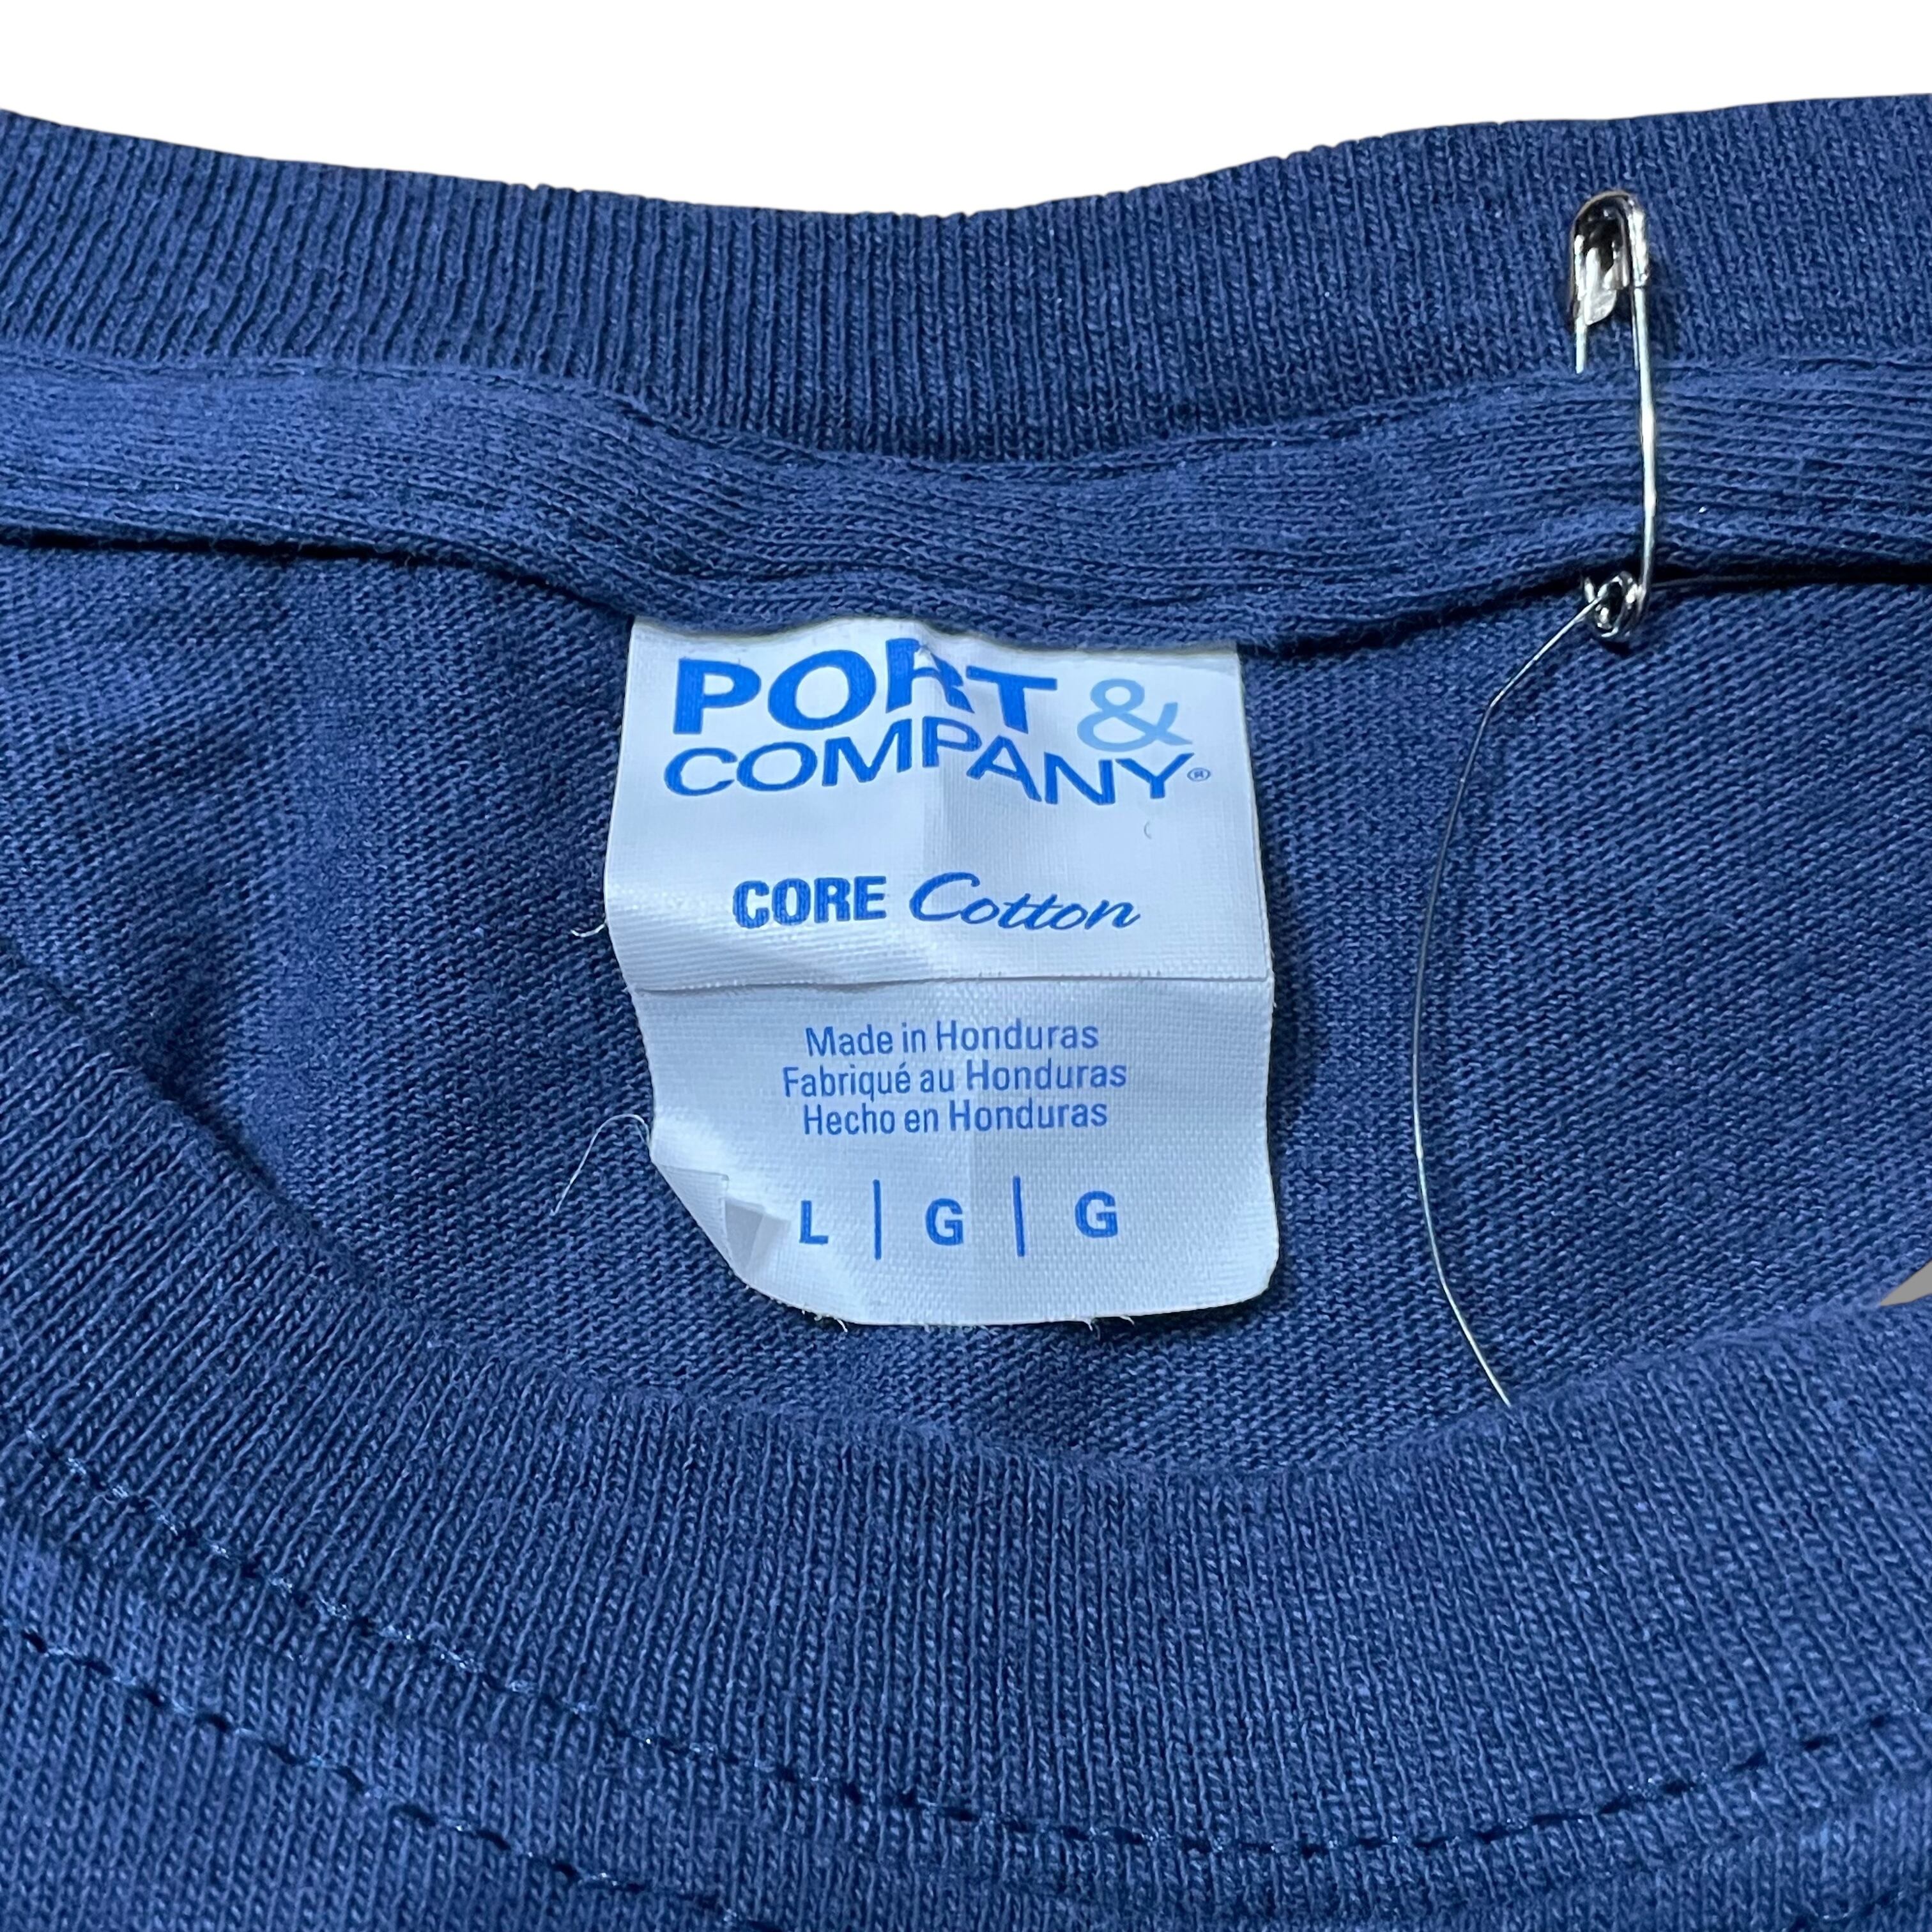 PORT &
COMPANY®
CORE Cotton
Made in Honduras
Fabriqué au Honduras
Hecho en Honduras
L | G | G